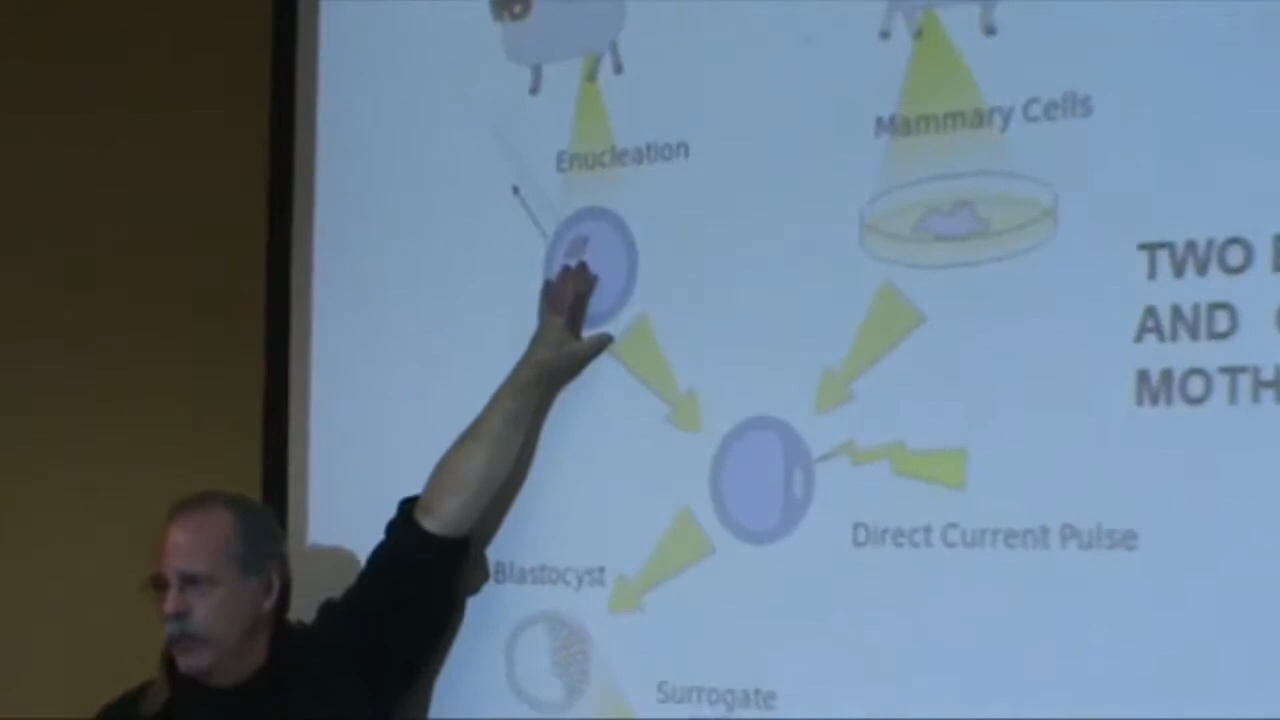 Mammary Cells
Enucleation
TWO
AND
MOTH
Direct Current Pulse
Blastocyst
Surrogate